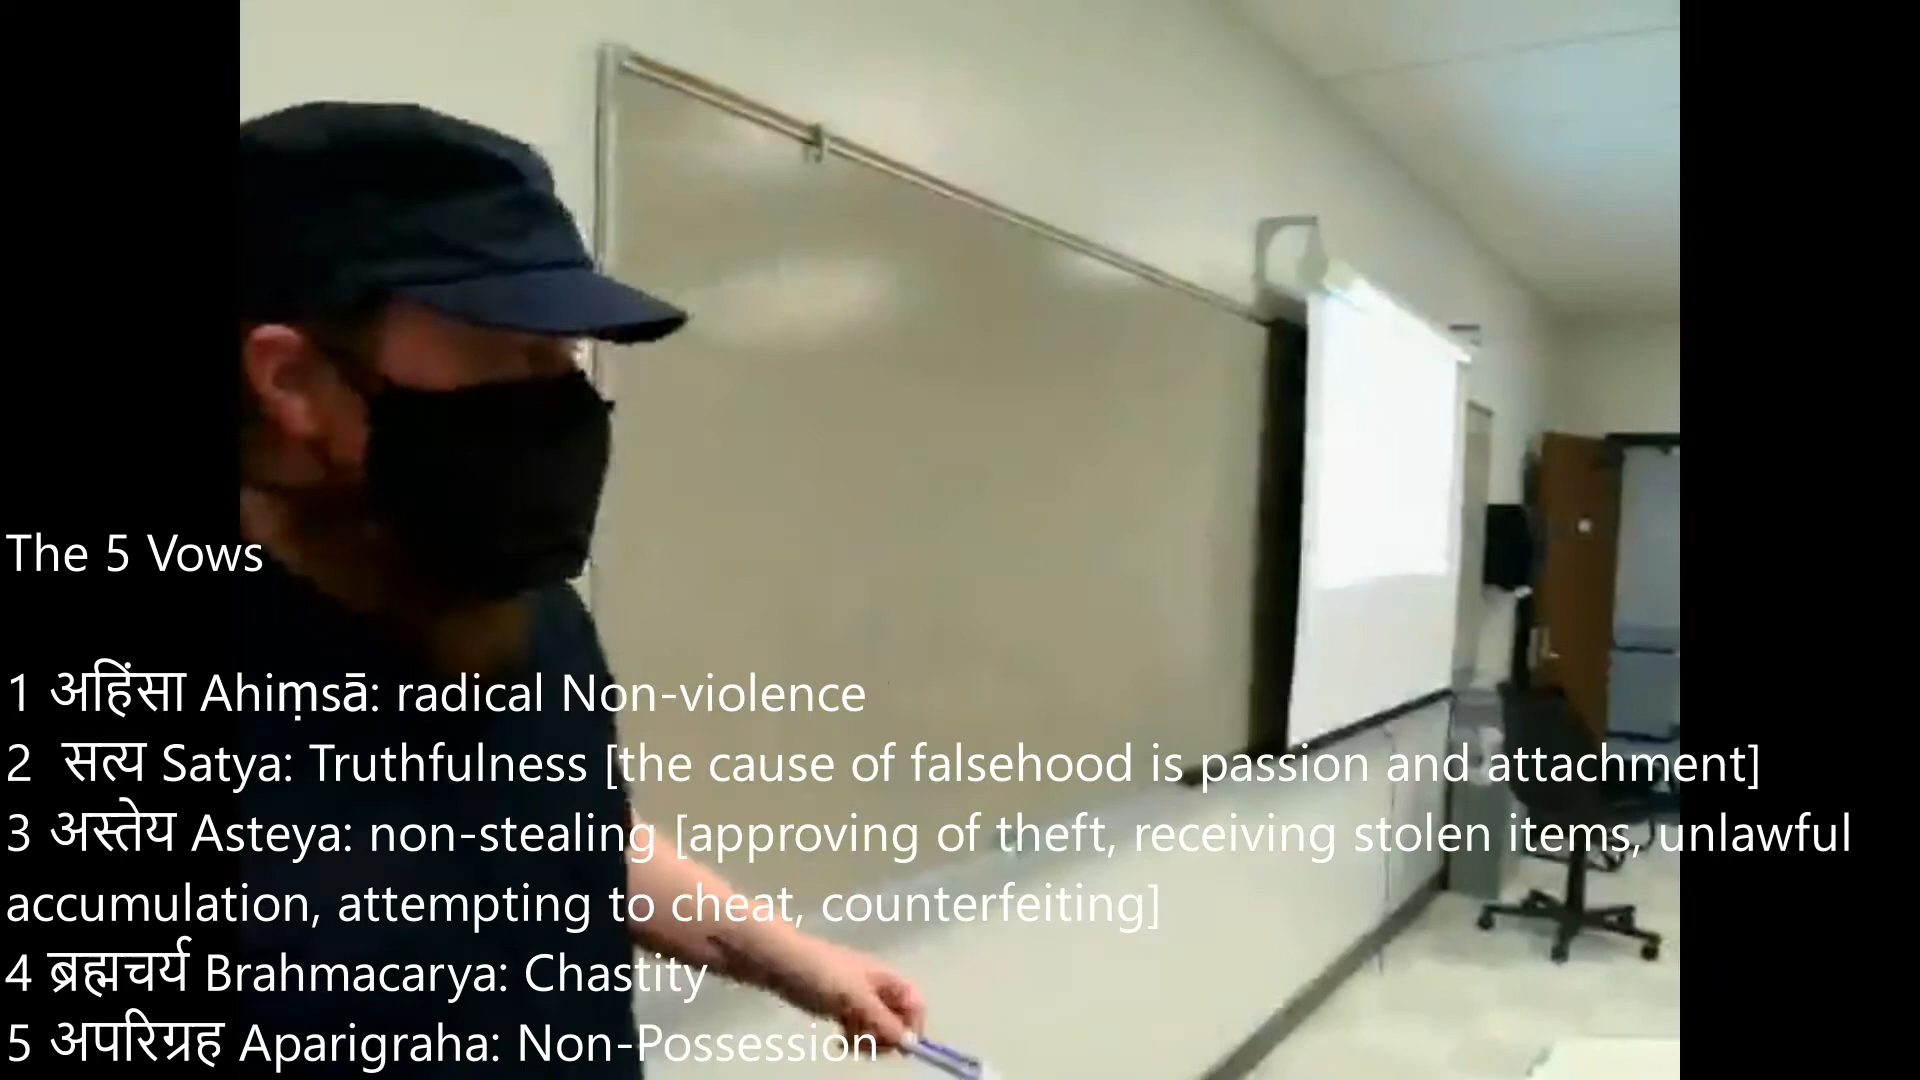 The 5 Vows
1 अहिंसा Ahiṃsā: radical Non-violence
2 सत्य Satya: Truthfulness [the cause of falsehood is passion and attachment]
3 अस्तेय Asteya: non-stealing [approving of theft, receiving stolen items, unlawful
accumulation, attempting to cheat, counterfeiting]
4 ब्रह्मचर्य Brahmacarya: Chastity
5 अपरिग्रह Aparigraha: Non-Possession